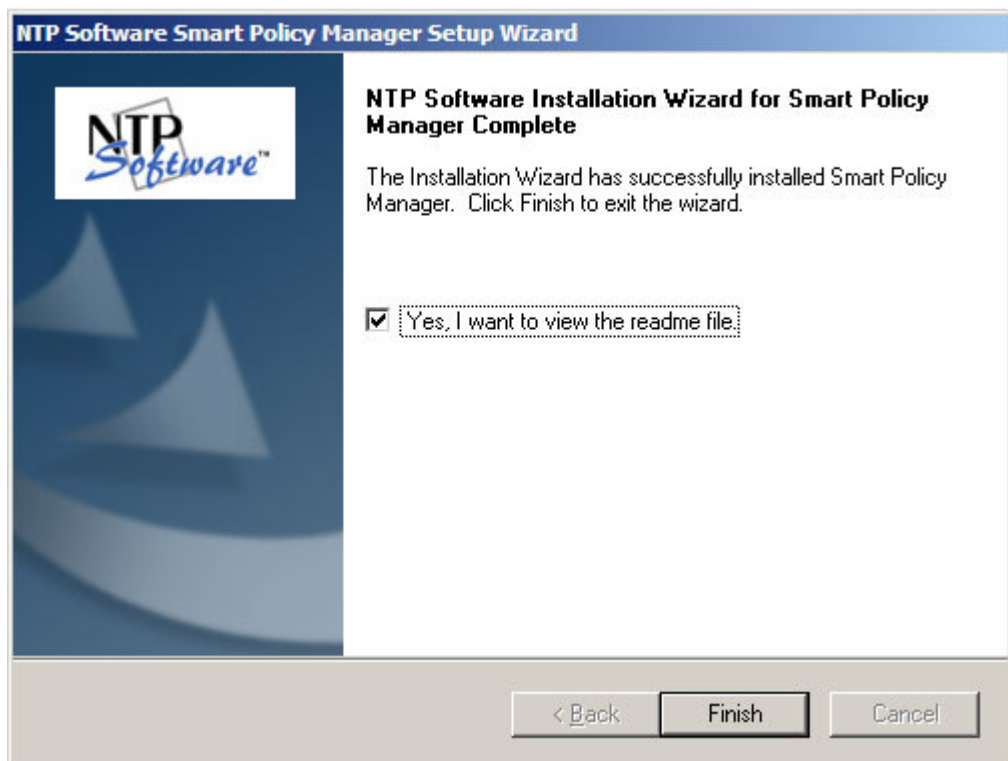 NTP Software Smart Policy Manager Setup Wizard
NTP
Software™
NTP Software Installation Wizard for Smart Policy
Manager Complete
The Installation Wizard has successfully installed Smart Policy
Manager. Click Finish to exit the wizard.
Yes, I want to view the readme file.
< Back
Finish
Cancel